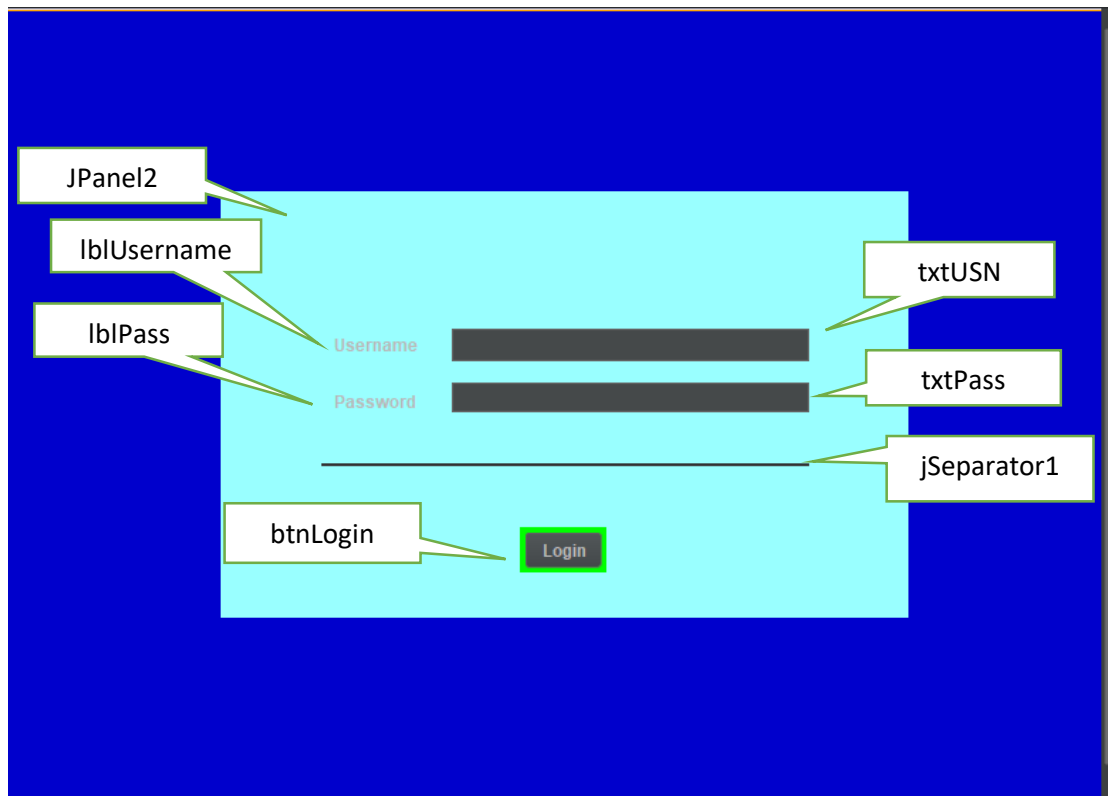 JPanel2
lblUsername
txtUSN
lblPass
Username
txtPass
Password
jSeparator1
btnLogin
Login